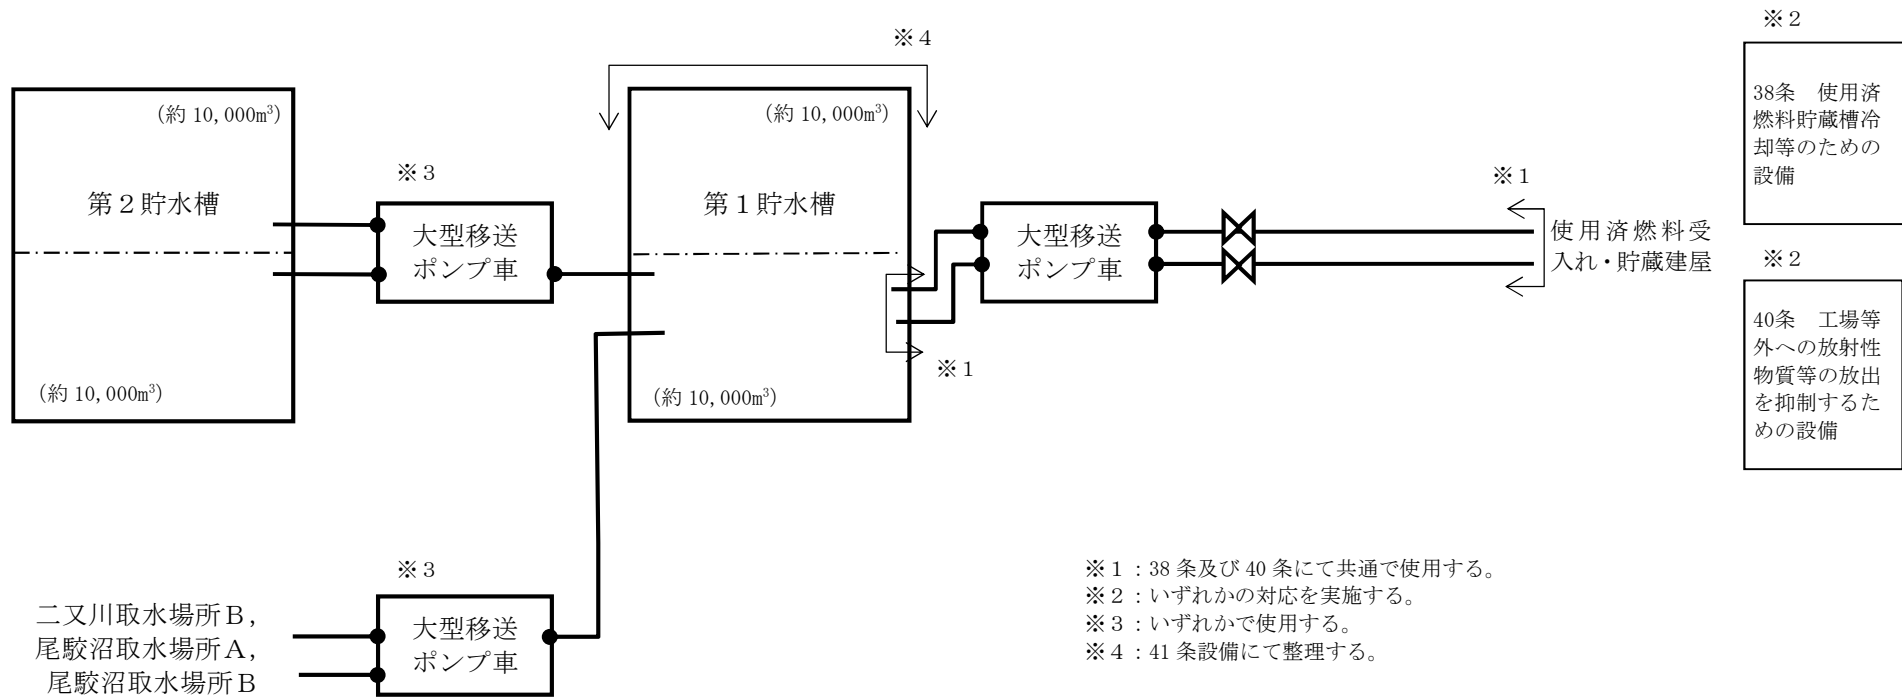 ※2
※4
38条　使用済
燃料貯蔵槽冷
却等のための
設備
(約 10,000m³)
(約 10,000m³)
※3
※1
第2貯水槽
第1貯水槽
大型移送
ポンプ車
大型移送
ポンプ車
使用済燃料受
入れ・貯蔵建屋
※2
40条　工場等
外への放射性
物質等の放出
を抑制するた
めの設備
※1
(約 10,000m³)
(約 10,000m³)
※3
二又川取水場所B，
尾駮沼取水場所A，
尾駮沼取水場所B
大型移送
ポンプ車
※1：38 条及び 40 条にて共通で使用する。
※2：いずれかの対応を実施する。
※3：いずれかで使用する。
※4：41 条設備にて整理する。